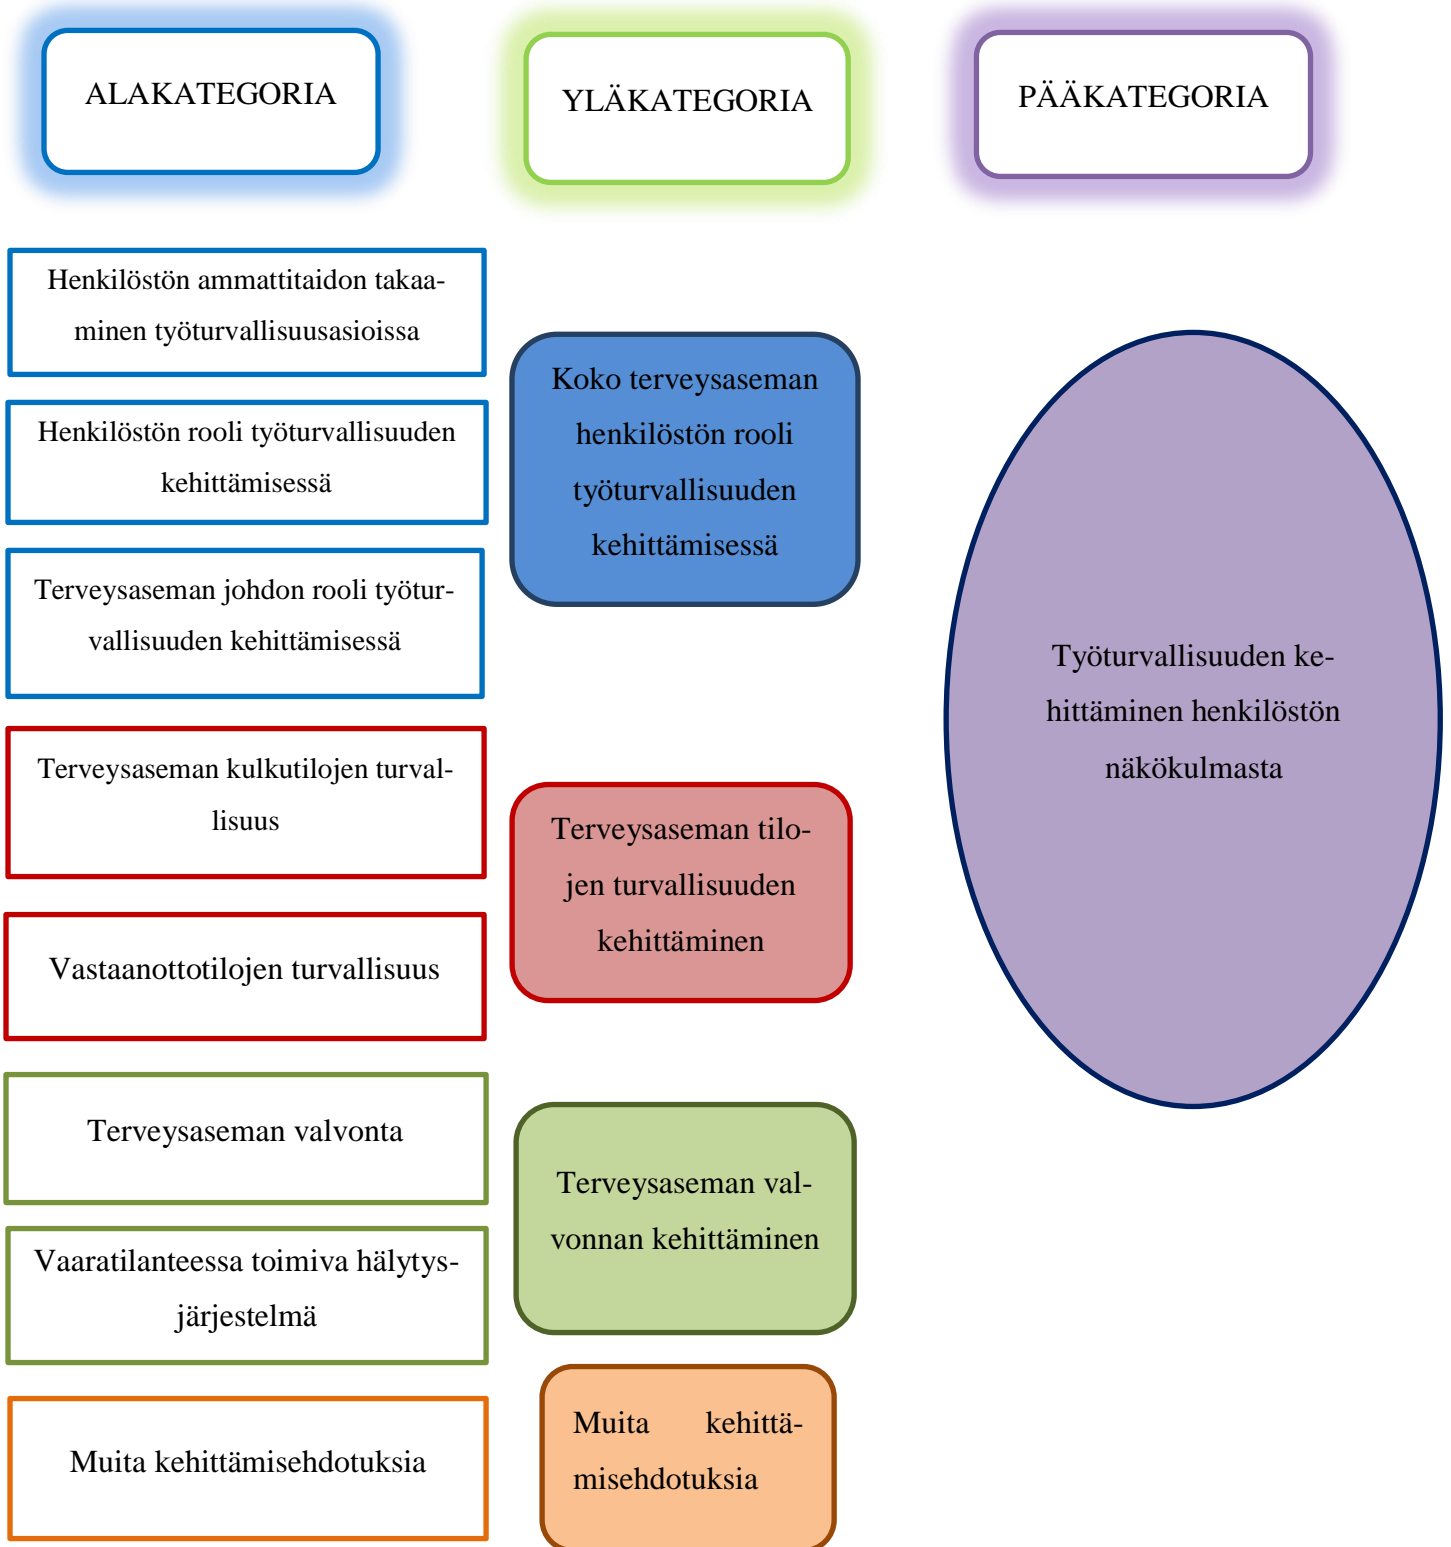 ALAKATEGORIA
YLÄKATEGORIA
PÄÄKATEGORIA
Henkilöstön ammattitaidon takaa-
minen työturvallisuusasioissa
Henkilöstön rooli työturvallisuuden
kehittämisessä
Terveysaseman johdon rooli työtur-
vallisuuden kehittämisessä
Terveysaseman kulkutilojen turval-
lisuus
Vastaanottotilojen turvallisuus
Terveysaseman valvonta
Vaaratilanteessa toimiva hälytys-
järjestelmä
Muita kehittämisehdotuksia
Koko terveysaseman
henkilöstön rooli
työturvallisuuden
kehittämisessä
Terveysaseman tilo-
jen turvallisuuden
kehittäminen
Terveysaseman val-
vonnan kehittäminen
Muita kehittä-
misehdotuksia
Työturvallisuuden ke-
hittäminen henkilöstön
näkökulmasta